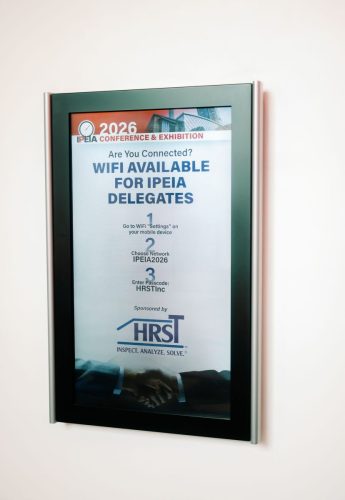 2026
IPEIA CONFERENCE & EXHIBITION
Are You Connected?
WIFI AVAILABLE
FOR IPEIA
DELEGATES
1
Go to WiFi "Settings" on
your mobile device
2
Choose Network
IPEIA2026
3
Enter Passcode:
HRSTInc
Sponsored by
HRST
INSPECT. ANALYZE. SOLVE.®